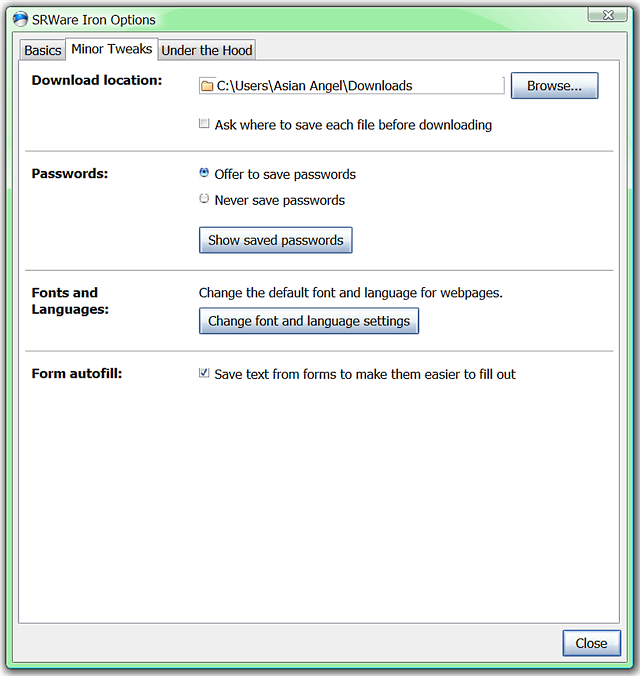 SRWare Iron Options
Basics Minor Tweaks Under the Hood
Download location: C:\Users\Asian Angel\Downloads Browse...
Ask where to save each file before downloading
Passwords: Offer to save passwords
Never save passwords
Show saved passwords
Fonts and Change the default font and language for webpages.
Languages: Change font and language settings
Form autofill: Save text from forms to make them easier to fill out
Close